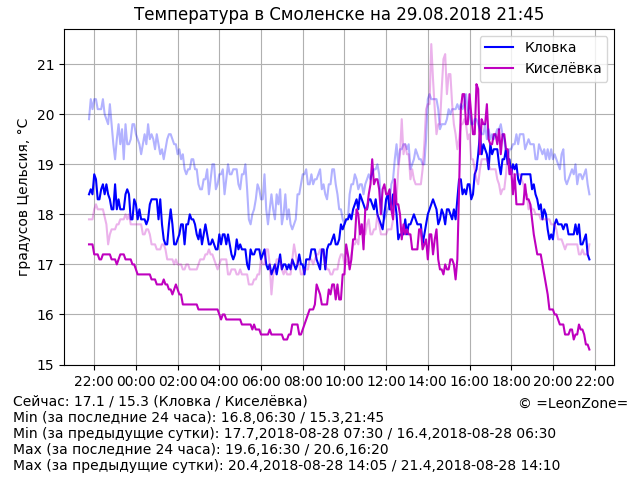 Температура в Смоленске на 29.08.2018 21:45
градусов Цельсия, °C
21
20
19
18
17
16
15
Кловка
Киселёвка
22:00 00:00 02:00 04:00 06:00 08:00 10:00 12:00 14:00 16:00 18:00 20:00 22:00
Сейчас: 17.1 / 15.3 (Кловка / Киселёвка)
© =LeonZone=
Min (за последние 24 часа): 16.8,06:30 / 15.3,21:45
Min (за предыдущие сутки): 17.7,2018-08-28 07:30 / 16.4,2018-08-28 06:30
Max (за последние 24 часа): 19.6,16:30 / 20.6,16:20
Max (за предыдущие сутки): 20.4,2018-08-28 14:05 / 21.4,2018-08-28 14:10